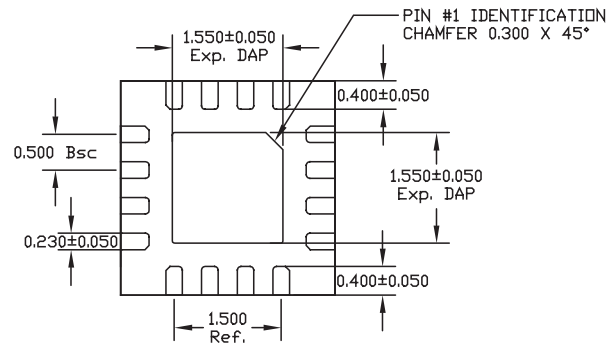 PIN #1 IDENTIFICATION
CHAMFER 0.300 X 45°
1.550±0.050
Exp. DAP
0.400±0.050
0.500 Bsc
1.550±0.050
Exp. DAP
0.230±0.050
0.400±0.050
1.500
Ref.